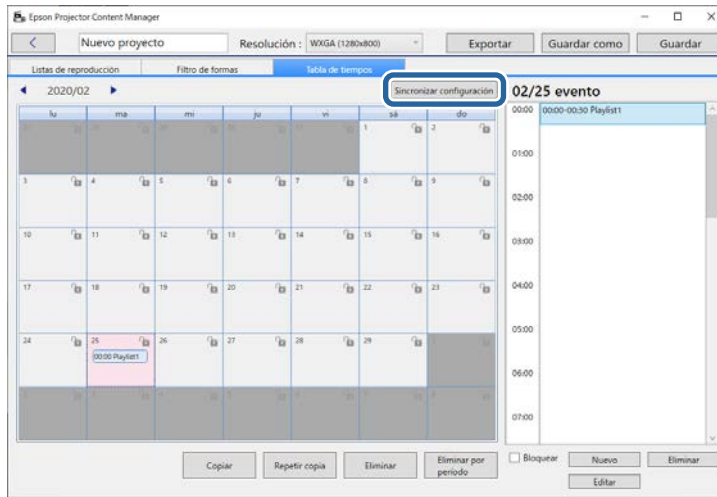 Epson Projector Content Manager
Nuevo proyecto
Resolución : WXGA (1280x800)
Exportar
Guardar como
Guardar
Listas de reproducción
Filtro de formas
Tabla de tiempos
2020/02
Sincronizar configuración
02/25 evento
lu ma mi ju vi sá do
1 2
3 4 5 6 7 8 9
10 11 12 13 14 15 16
17 18 19 20 21 22 23
24 25 26 27 28 29
00:00 Playlist1
00:00 00:00-00:30 Playlist1
01:00
02:00
03:00
04:00
05:00
06:00
07:00
Copiar
Repetir copia
Eliminar
Eliminar por
período
Bloquear
Nuevo
Eliminar
Editar